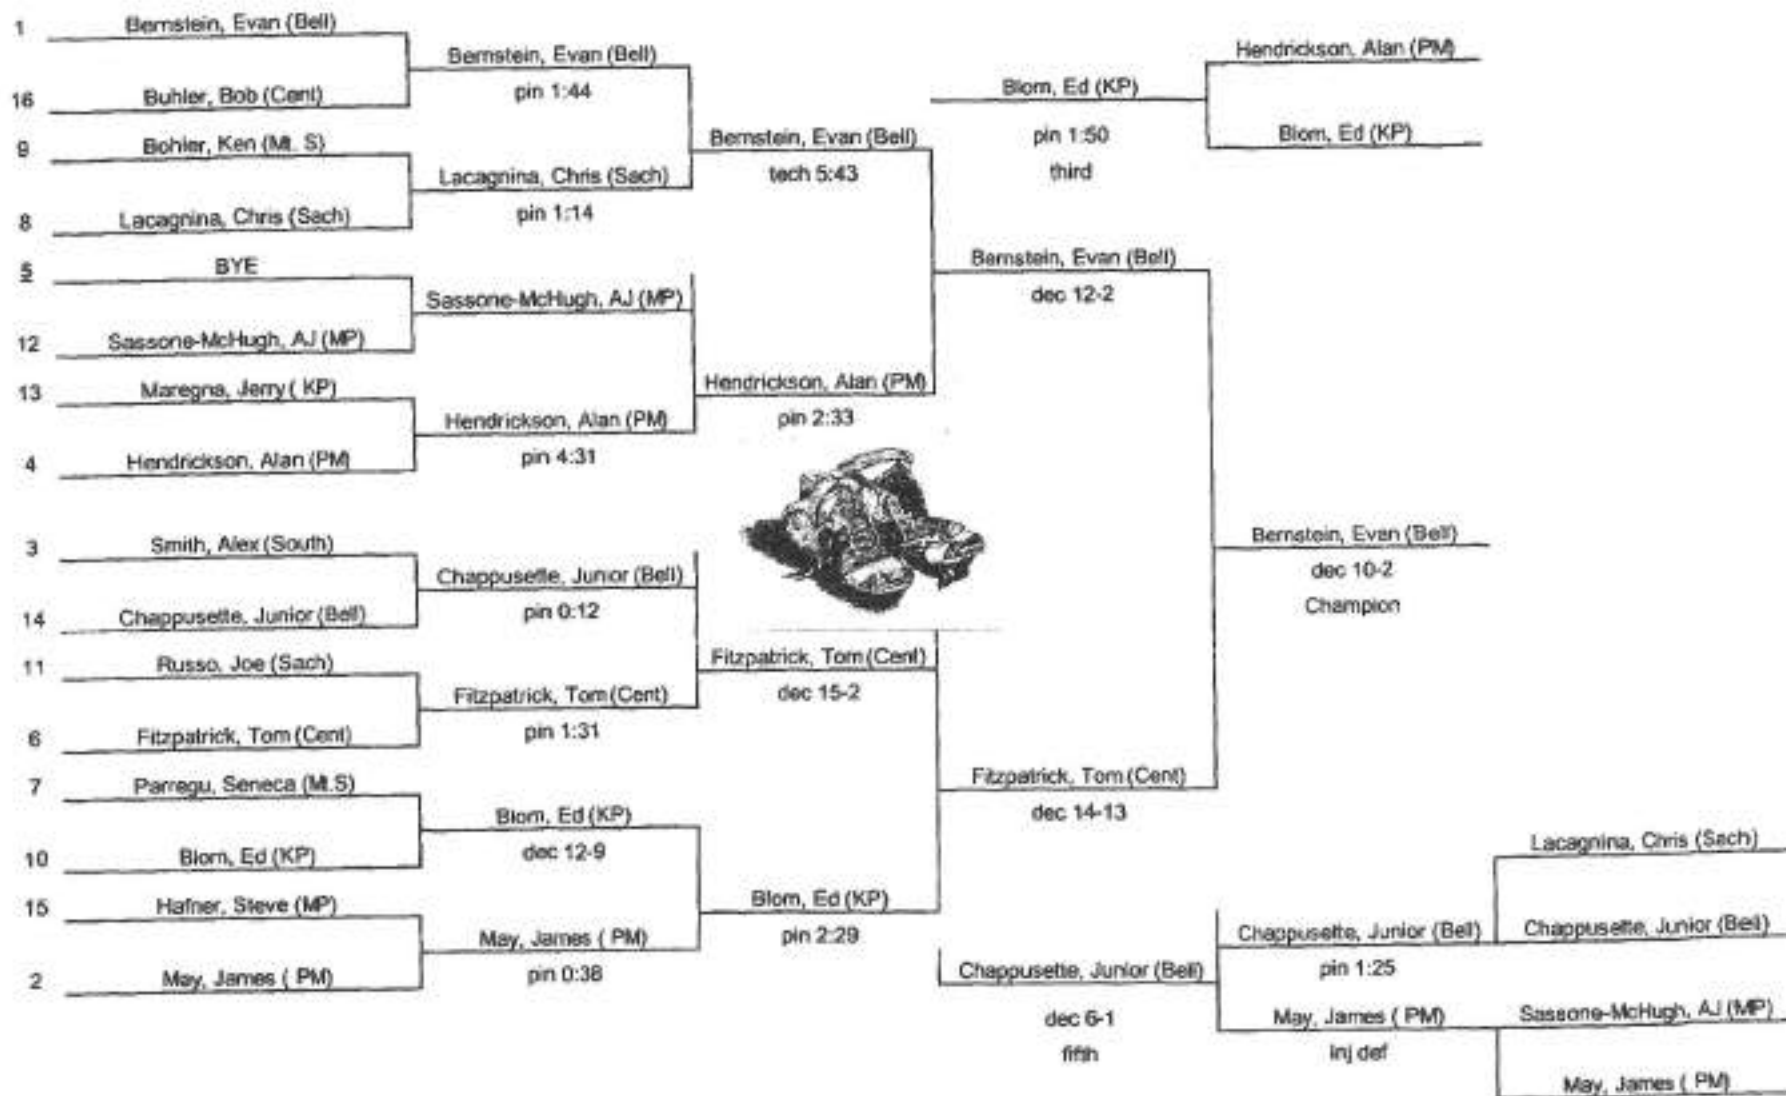 1 Bernstein, Evan (Bell)
Bernstein, Evan (Bell)
pin 1:44
16 Buhler, Bob (Cent)
9 Bohler, Ken (Mt. S)
Lacagnina, Chris (Sach)
pin 1:14
8 Lacagnina, Chris (Sach)
Bernstein, Evan (Bell)
tech 5:43
5 BYE
Sassone-McHugh, AJ (MP)
12 Sassone-McHugh, AJ (MP)
13 Maregna, Jerry ( KP)
Hendrickson, Alan (PM)
pin 4:31
4 Hendrickson, Alan (PM)
Hendrickson, Alan (PM)
pin 2:33
Bernstein, Evan (Bell)
dec 12-2
3 Smith, Alex (South)
Chappusette, Junior (Bell)
pin 0:12
14 Chappusette, Junior (Bell)
11 Russo, Joe (Sach)
Fitzpatrick, Tom (Cent)
pin 1:31
6 Fitzpatrick, Tom (Cent)
Fitzpatrick, Tom (Cent)
dec 15-2
7 Parregu, Seneca (Mt.S)
Blom, Ed (KP)
dec 12-9
10 Blom, Ed (KP)
15 Hafner, Steve (MP)
May, James ( PM)
pin 0:38
2 May, James ( PM)
Blom, Ed (KP)
pin 2:29
Fitzpatrick, Tom (Cent)
dec 14-13
Bernstein, Evan (Bell)
dec 10-2
Champion
Hendrickson, Alan (PM)
Blom, Ed (KP)
Blom, Ed (KP)
pin 1:50
third
Lacagnina, Chris (Sach)
Chappusette, Junior (Bell)
Chappusette, Junior (Bell)
pin 1:25
Sassone-McHugh, AJ (MP)
May, James ( PM)
May, James ( PM)
inj def
Chappusette, Junior (Bell)
dec 6-1
fifth